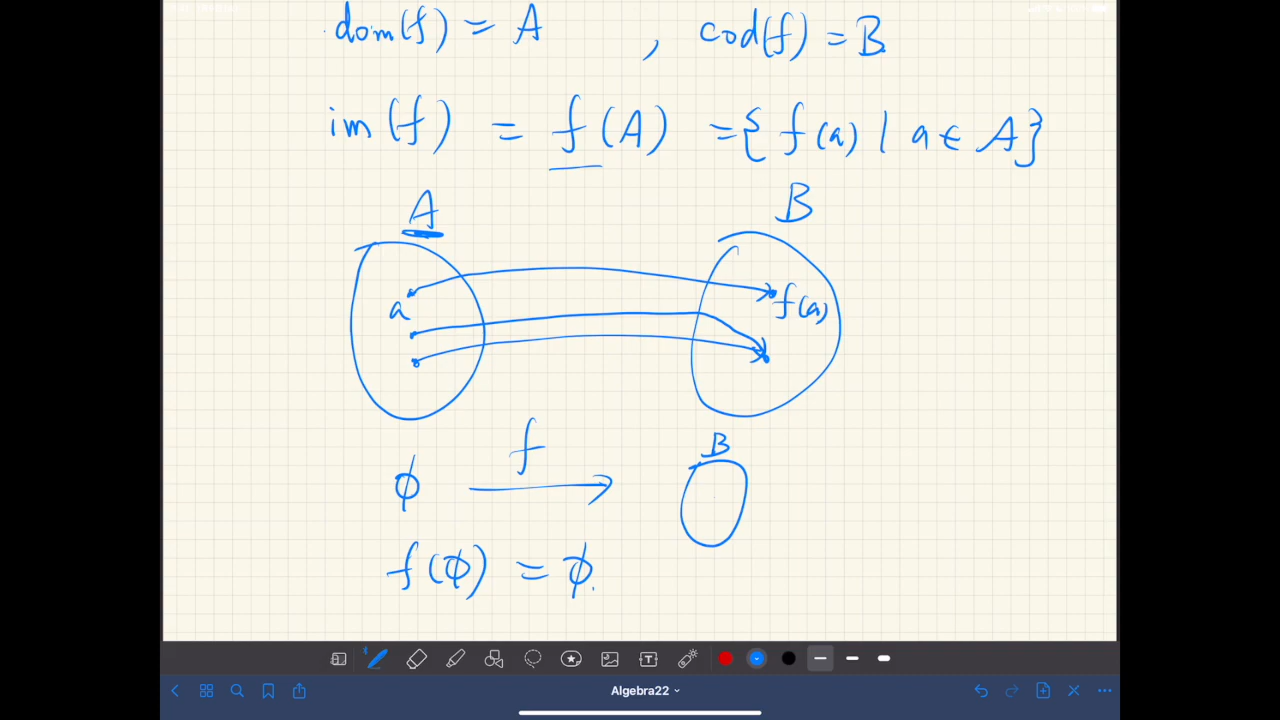 dom(f) = A , cod(f) = B
im(f) = f(A) = { f(a) | a ∈ A}
A B
a f(a)
f B
ϕ
f(ϕ) = ϕ.
Algebra22